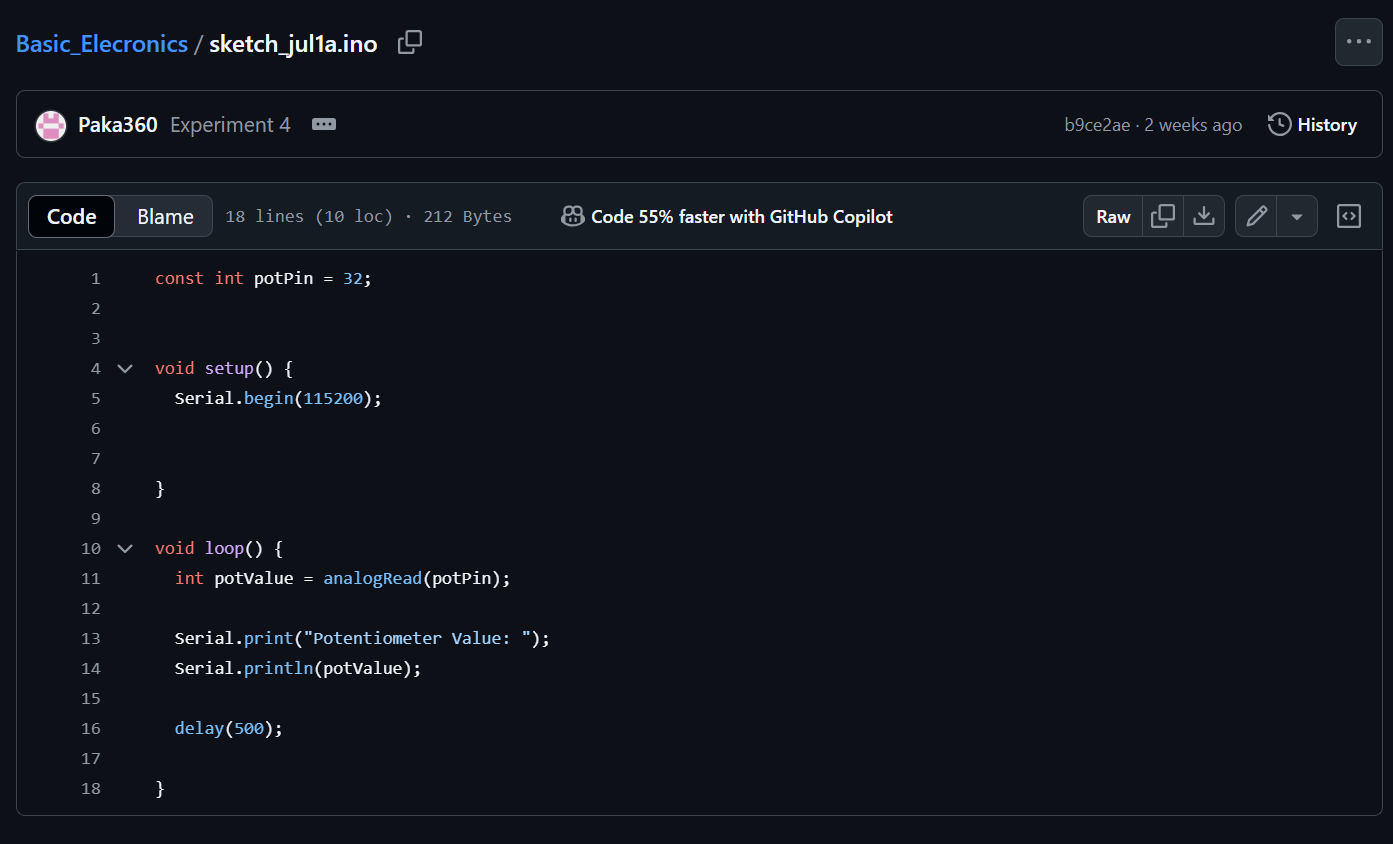 Basic_Elecronics / sketch_jul1a.ino
Paka360 Experiment 4 b9ce2ae · 2 weeks ago History
Code Blame 18 lines (10 loc) · 212 Bytes Code 55% faster with GitHub Copilot Raw
1 const int potPin = 32;
2
3
4 void setup() {
5   Serial.begin(115200);
6
7
8 }
9
10 void loop() {
11   int potValue = analogRead(potPin);
12
13   Serial.print("Potentiometer Value: ");
14   Serial.println(potValue);
15
16   delay(500);
17
18 }